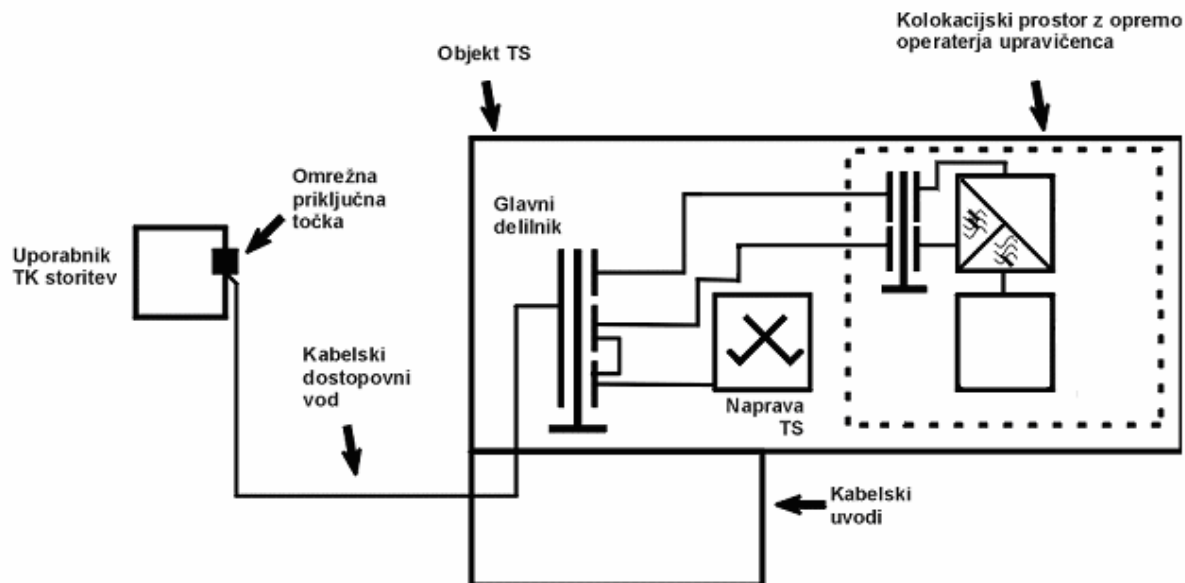 Kolokacijski prostor z opremo
operaterja upravičenca
Objekt TS
Omrežna
priključna
točka
Glavni
delilnik
Uporabnik
TK storitev
Kabelski
dostopovni
vod
Naprava
TS
Kabelski
uvodi